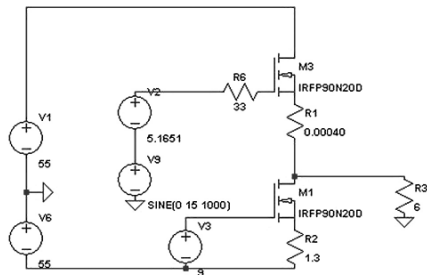 M3
R6
V2
IRFP90N20D
33
R1
V1
0.00040
5.1651
V9
55
M1
R3
SINE(0 15 1000)
IRFP90N20D
6
V6
V3
R2
1.3
55
9